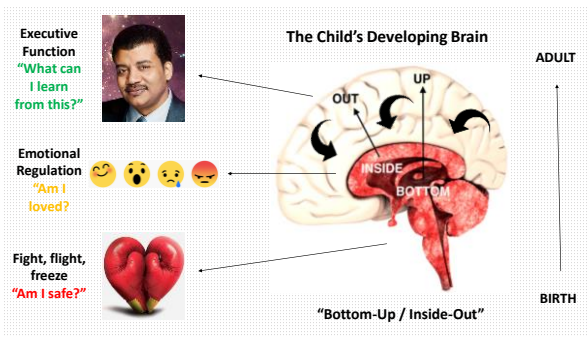 The Child's Developing Brain
Executive
Function
"What can
I learn
from this?"
Emotional
Regulation
"Am I
loved?
Fight, flight,
freeze
"Am I safe?"
OUT
UP
INSIDE
BOTTOM
"Bottom-Up / Inside-Out"
ADULT
BIRTH